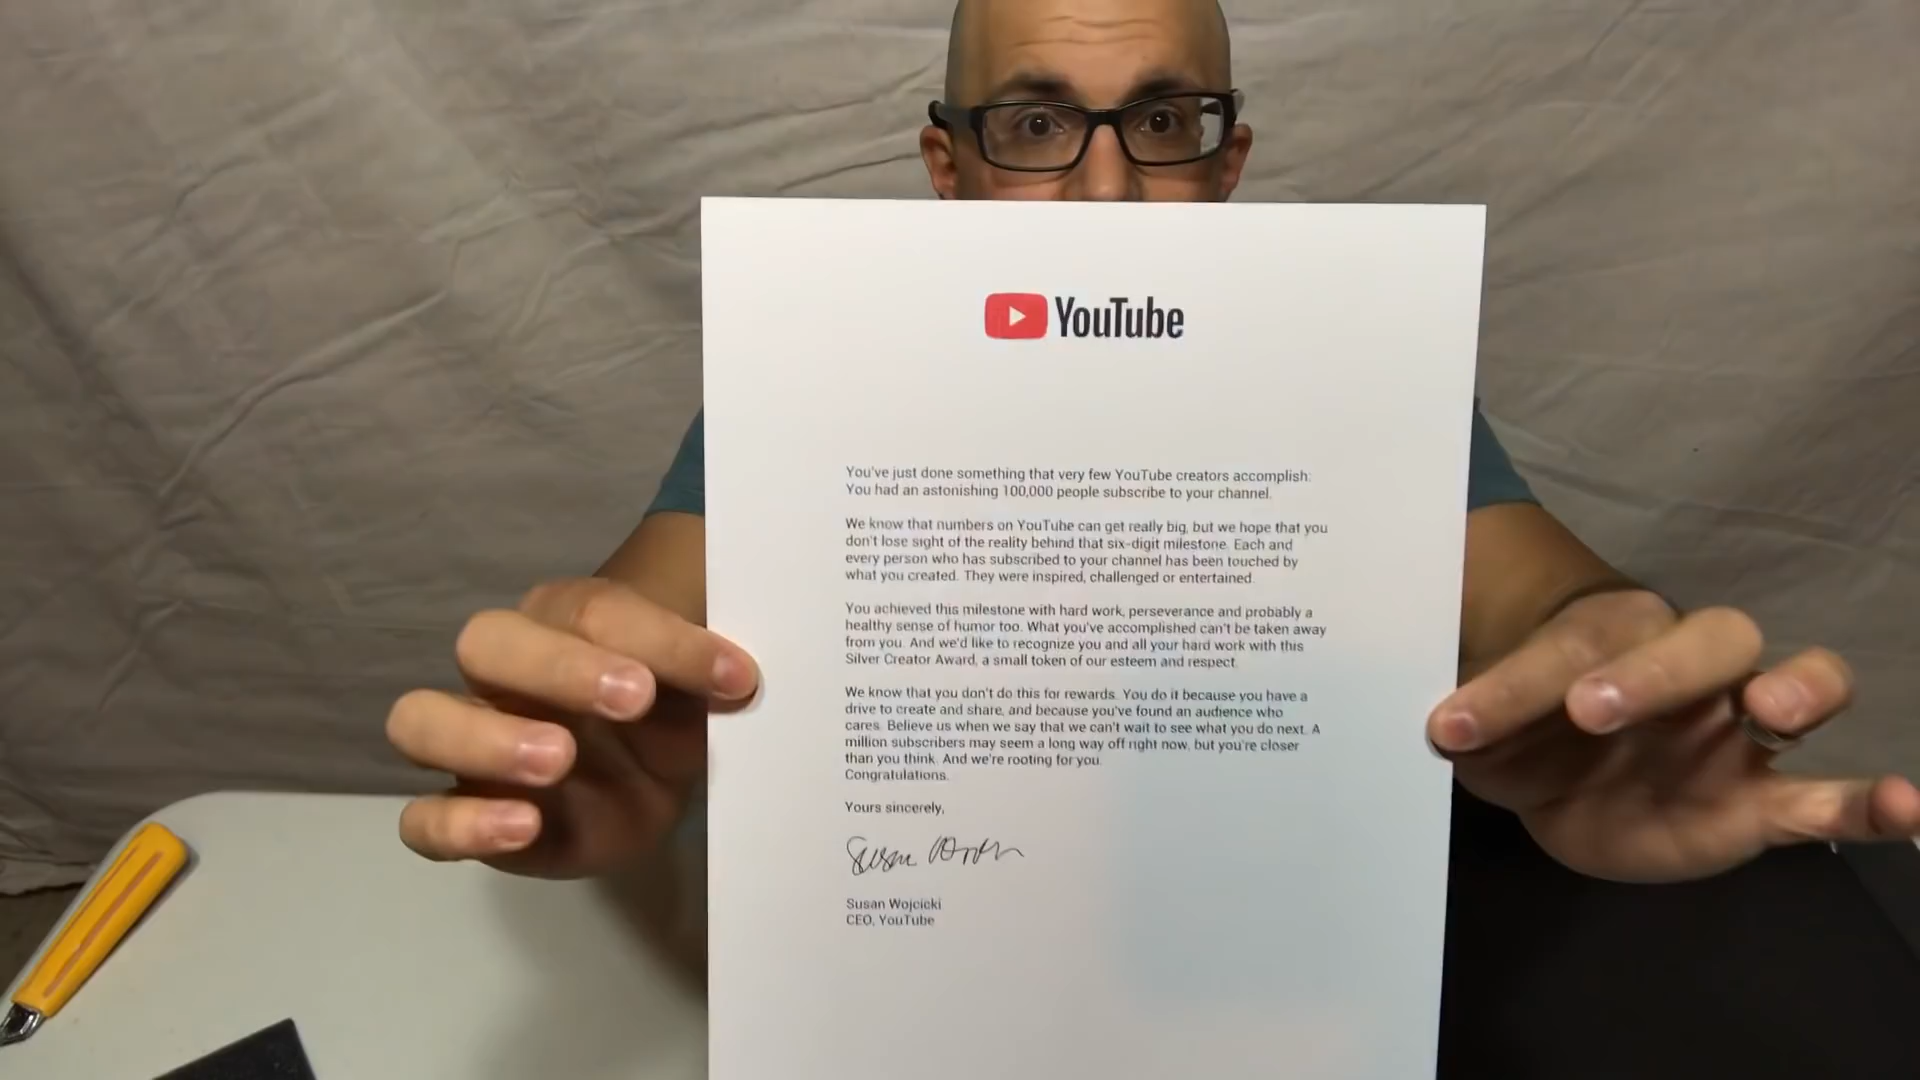 YouTube
You've just done something that very few YouTube creators accomplish:
You had an astonishing 100,000 people subscribe to your channel.
We know that numbers on YouTube can get really big, but we hope that you
don't lose sight of the reality behind that six-digit milestone. Each and
every person who has subscribed to your channel has been touched by
what you created. They were inspired, challenged or entertained.
You achieved this milestone with hard work, perseverance and probably a
healthy sense of humor too. What you've accomplished can't be taken away
from you. And we'd like to recognize you and all your hard work with this
Silver Creator Award, a small token of our esteem and respect.
We know that you don't do this for rewards. You do it because you have a
drive to create and share, and because you've found an audience who
cares. Believe us when we say that we can't wait to see what you do next. A
million subscribers may seem a long way off right now, but you're closer
than you think. And we're rooting for you.
Congratulations.
Yours sincerely,
Susan Wojcicki
CEO, YouTube